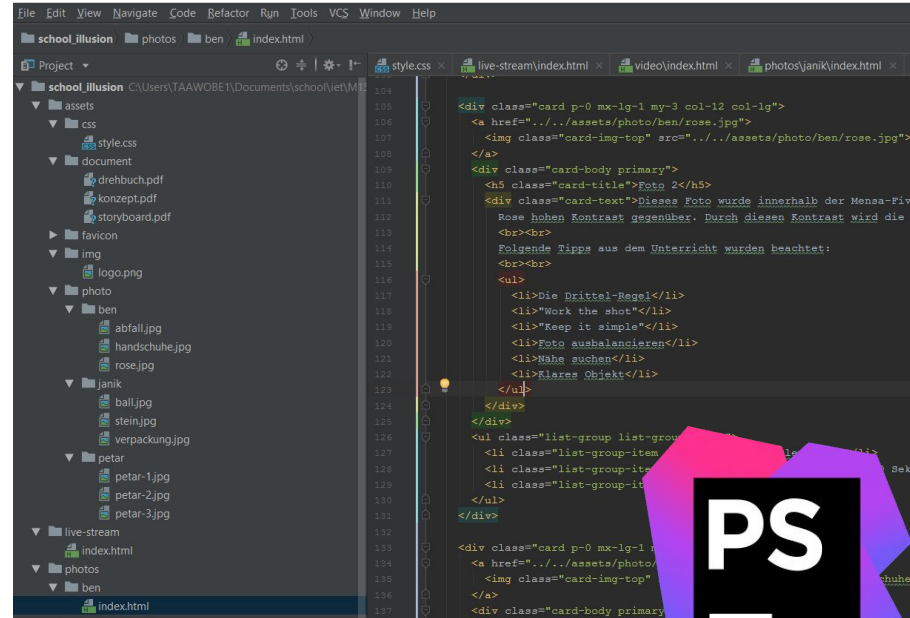 File Edit View Navigate Code Refactor Run Tools VCS Window Help
school_illusion photos ben index.html
Project
style.css live-stream\index.html video\index.html photos\janik\index.html
school_illusion C:\Users\TAAWOBE1\Documents\school\iet\M1
assets
css
style.css
document
drehbuch.pdf
konzept.pdf
storyboard.pdf
favicon
img
logo.png
photo
ben
abfall.jpg
handschuhe.jpg
rose.jpg
janik
ball.jpg
stein.jpg
verpackung.jpg
petar
petar-1.jpg
petar-2.jpg
petar-3.jpg
live-stream
index.html
photos
ben
index.html
104
105 <div class="card p-0 mx-lg-1 my-3 col-12 col-lg">
106 <a href="../../assets/photo/ben/rose.jpg">
107 <img class="card-img-top" src="../../assets/photo/ben/rose.jpg">
108 </a>
109 <div class="card-body primary">
110 <h5 class="card-title">Foto 2</h5>
111 <div class="card-text">Dieses Foto wurde innerhalb der Mensa-Fiv
112 Rose hohen Kontrast gegenüber. Durch diesen Kontrast wird die
113 <br><br>
114 Folgende Tipps aus dem Unterricht wurden beachtet:
115 <br><br>
116 <ul>
117 <li>Die Drittel-Regel</li>
118 <li>"Work the shot"</li>
119 <li>"Keep it simple"</li>
120 <li>Foto ausbalancieren</li>
121 <li>Nähe suchen</li>
122 <li>Klares Objekt</li>
123 </ul>
124 </div>
125 </div>
126 <ul class="list-group list-grou
127 <li class="list-group-item le </li>
128 <li class="list-group-ite Sek
129 <li class="list-group-it
130 </ul>
131 </div>
132
133 <div class="card p-0 mx-lg-1
134 <a href="../../assets/photo/
135 <img class="card-img-top" schuhe
136 </a>
137 <div class="card-body primary
PS